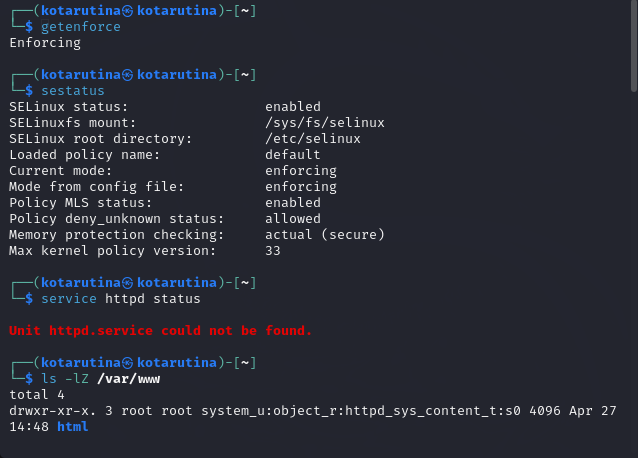 ┌──(kotarutina㉿kotarutina)-[~]
└─$ getenforce
Enforcing
┌──(kotarutina㉿kotarutina)-[~]
└─$ sestatus
SELinux status:                 enabled
SELinuxfs mount:                /sys/fs/selinux
SELinux root directory:         /etc/selinux
Loaded policy name:             default
Current mode:                   enforcing
Mode from config file:          enforcing
Policy MLS status:              enabled
Policy deny_unknown status:     allowed
Memory protection checking:     actual (secure)
Max kernel policy version:      33
┌──(kotarutina㉿kotarutina)-[~]
└─$ service httpd status
Unit httpd.service could not be found.
┌──(kotarutina㉿kotarutina)-[~]
└─$ ls -lZ /var/www
total 4
drwxr-xr-x. 3 root root system_u:object_r:httpd_sys_content_t:s0 4096 Apr 27
14:48 html